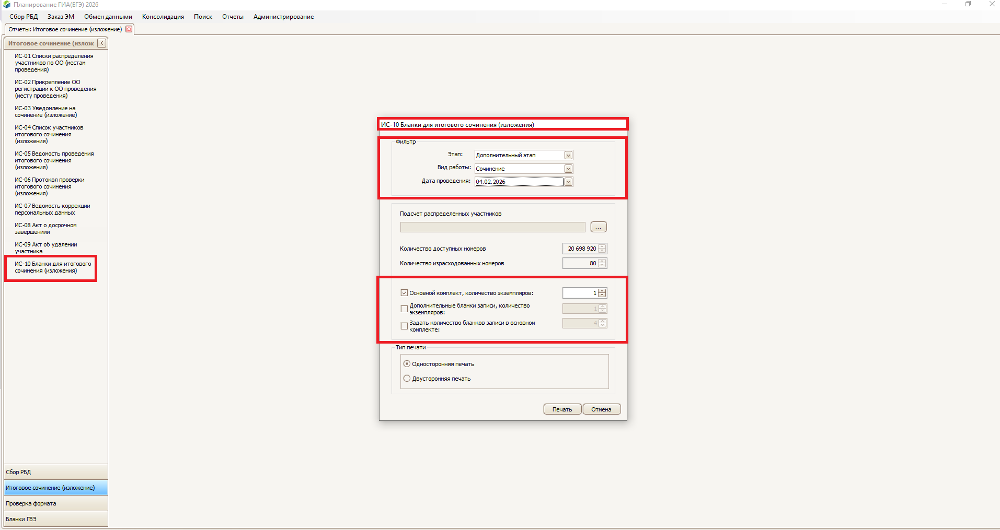 Планирование ГИА(ЕГЭ) 2026
Сбор РБД Заказ ЭМ Обмен данными Консолидация Поиск Отчеты Администрирование
Отчеты: Итоговое сочинение (изложение)
Итоговое сочинение (излож
ИС-01 Списки распределения
участников по ОО (местам
проведения)
ИС-02 Прикрепление ОО
регистрации к ОО проведения
(месту проведения)
ИС-03 Уведомление на
сочинение (изложение)
ИС-04 Список участников
итогового сочинения
(изложения)
ИС-05 Ведомость проведения
итогового сочинения
(изложения)
ИС-06 Протокол проверки
итогового сочинения
(изложения)
ИС-07 Ведомость коррекции
персональных данных
ИС-08 Акт о досрочном
завершениии
ИС-09 Акт об удалении
участника
ИС-10 Бланки для итогового
сочинения (изложения)
Сбор РБД
Итоговое сочинение (изложение)
Проверка формата
Бланки ГВЭ
ИС-10 Бланки для итогового сочинения (изложения)
Фильтр
Этап: Дополнительный этап
Вид работы: Сочинение
Дата проведения: 04.02.2026
Подсчет распределенных участников
...
Количество доступных номеров 20 698 920
Количество израсходованных номеров 80
Основной комплект, количество экземпляров: 1
Дополнительные бланки записи, количество
экземпляров: 1
Задать количество бланков записи в основном
комплекте: 4
Тип печати
Односторонняя печать
Двусторонняя печать
Печать Отмена